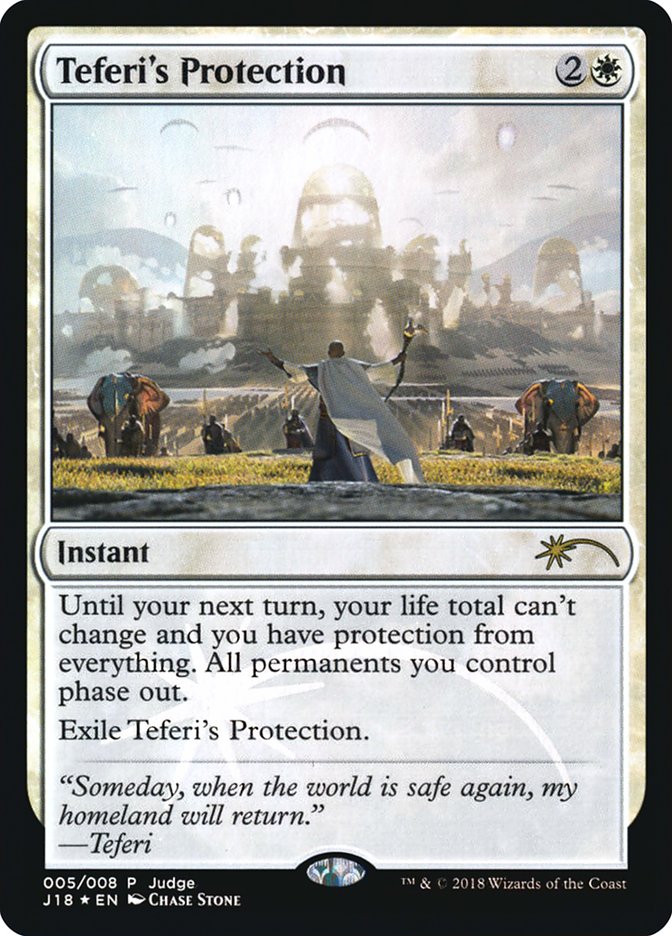 Teferi's Protection 2
Instant
Until your next turn, your life total can't
change and you have protection from
everything. All permanents you control
phase out.
Exile Teferi's Protection.
“Someday, when the world is safe again, my
homeland will return.”
—Teferi
005/008 P Judge
J18 ★ EN Chase Stone
™ & © 2018 Wizards of the Coast